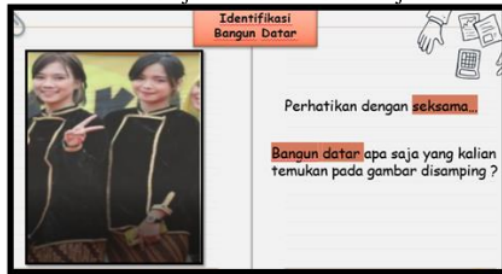 Identifikasi
Bangun Datar
Perhatikan dengan seksama,,,
Bangun datar apa saja yang kalian
temukan pada gambar disamping ?